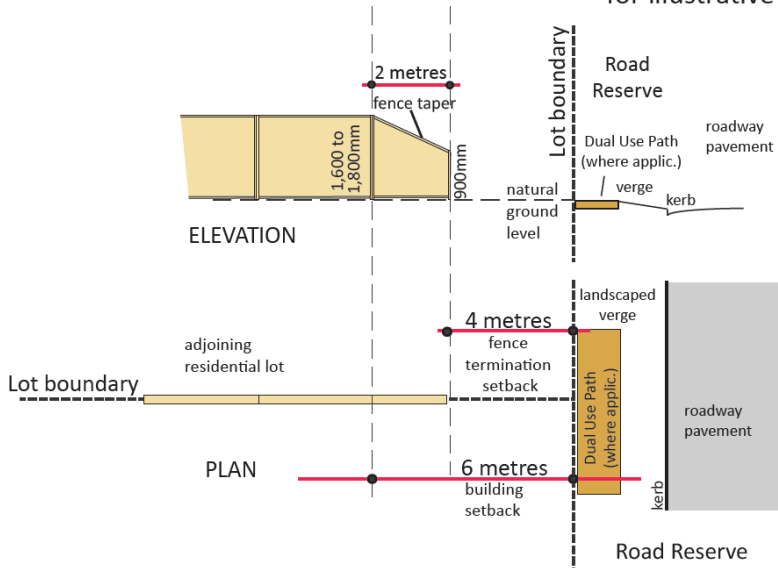 for illustrative
2 metres
fence taper
1,600 to
1,800mm
900mm
Lot boundary
Road
Reserve
Dual Use Path
(where applic.)
roadway
pavement
verge
kerb
natural
ground
level
ELEVATION
landscaped
verge
4 metres
fence
termination
setback
adjoining
residential lot
Lot boundary
Dual Use Path
(where applic.)
roadway
pavement
PLAN
6 metres
building
setback
kerb
Road Reserve